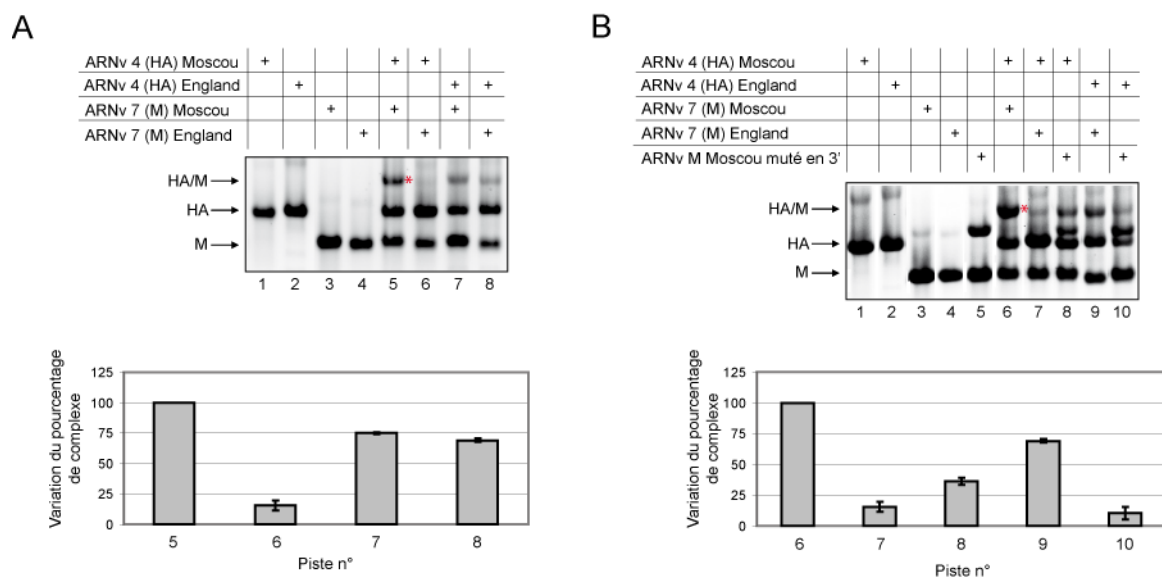 A
ARNv 4 (HA) Moscou + + +
ARNv 4 (HA) England + + +
ARNv 7 (M) Moscou + + +
ARNv 7 (M) England + + +
HA/M *
HA
M
1 2 3 4 5 6 7 8
Variation du pourcentage
de complexe
125
100
75
50
25
0
5 6 7 8
Piste n°
B
ARNv 4 (HA) Moscou + + + +
ARNv 4 (HA) England + + +
ARNv 7 (M) Moscou + +
ARNv 7 (M) England + + +
ARNv M Moscou muté en 3' + + +
HA/M *
HA
M
1 2 3 4 5 6 7 8 9 10
Variation du pourcentage
de complexe
125
100
75
50
25
0
6 7 8 9 10
Piste n°